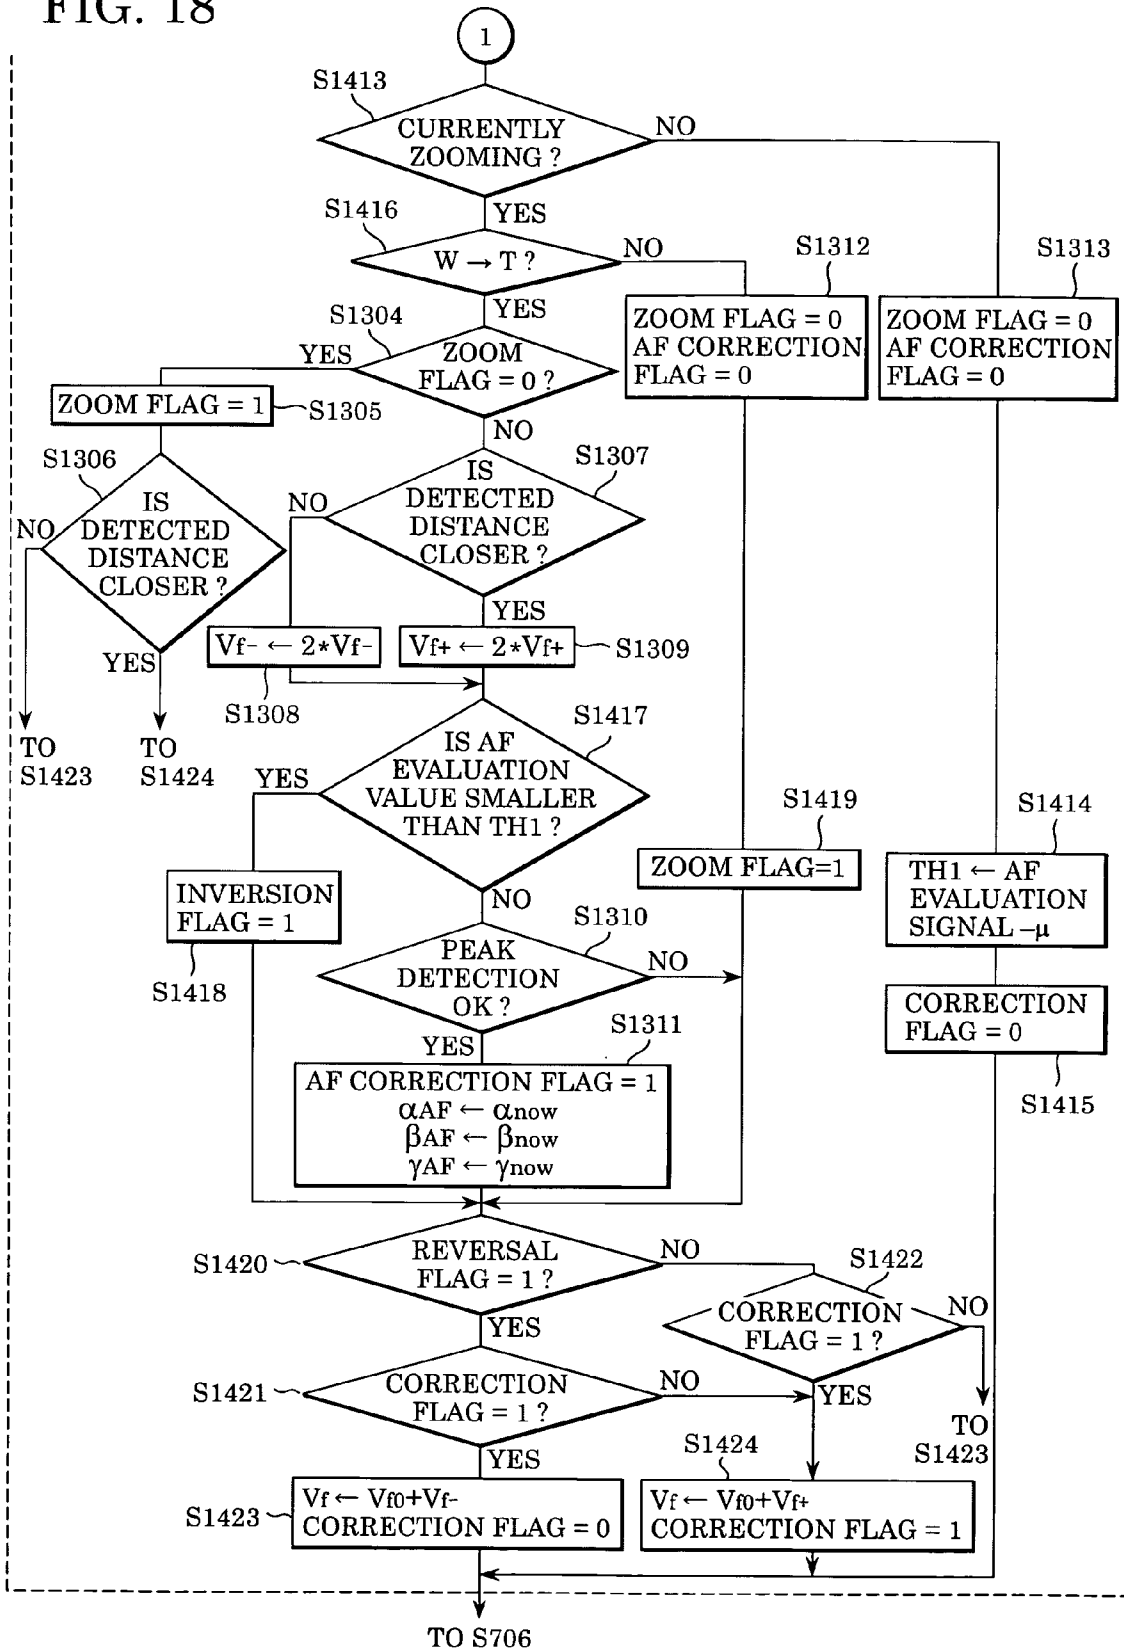 FIG. 18
1
S1413
CURRENTLY
ZOOMING ?
NO
YES
S1416
W → T ?
NO
YES
S1312
ZOOM FLAG = 0
AF CORRECTION
FLAG = 0
S1313
ZOOM FLAG = 0
AF CORRECTION
FLAG = 0
S1304
ZOOM
FLAG = 0 ?
YES
NO
ZOOM FLAG = 1
S1305
S1306
IS
DETECTED
DISTANCE
CLOSER ?
NO
YES
TO
S1423
TO
S1424
S1307
IS
DETECTED
DISTANCE
CLOSER ?
NO
YES
Vf- ← 2*Vf-
S1308
Vf+ ← 2*Vf+
S1309
S1417
IS AF
EVALUATION
VALUE SMALLER
THAN TH1 ?
YES
NO
INVERSION
FLAG = 1
S1418
S1419
ZOOM FLAG=1
S1414
TH1 ← AF
EVALUATION
SIGNAL -μ
CORRECTION
FLAG = 0
S1415
S1310
PEAK
DETECTION
OK ?
NO
YES
S1311
AF CORRECTION FLAG = 1
αAF ← αnow
βAF ← βnow
γAF ← γnow
S1420
REVERSAL
FLAG = 1 ?
NO
YES
S1422
CORRECTION
FLAG = 1 ?
NO
YES
TO
S1423
S1421
CORRECTION
FLAG = 1 ?
NO
YES
S1423
Vf ← Vf0+Vf-
CORRECTION FLAG = 0
S1424
Vf ← Vf0+Vf+
CORRECTION FLAG = 1
TO S706